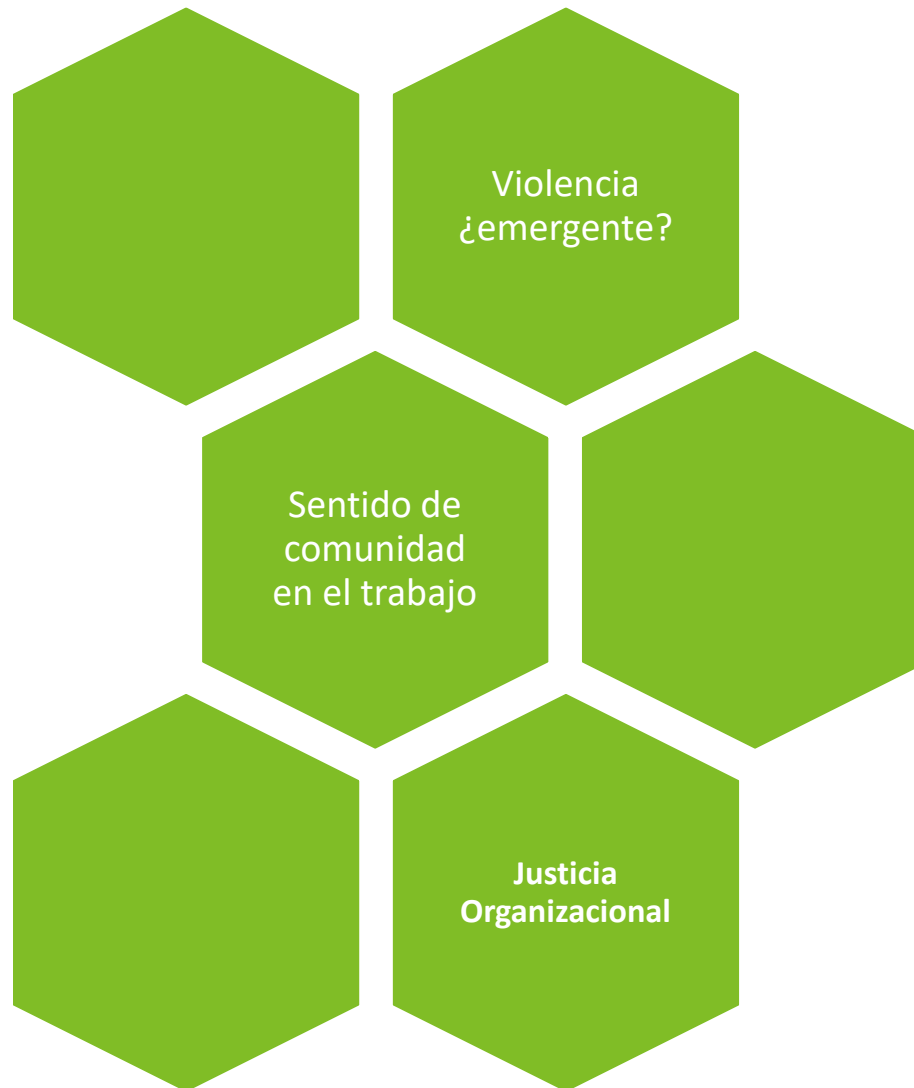 Violencia
¿emergente?
Sentido de
comunidad
en el trabajo
Justicia
Organizacional